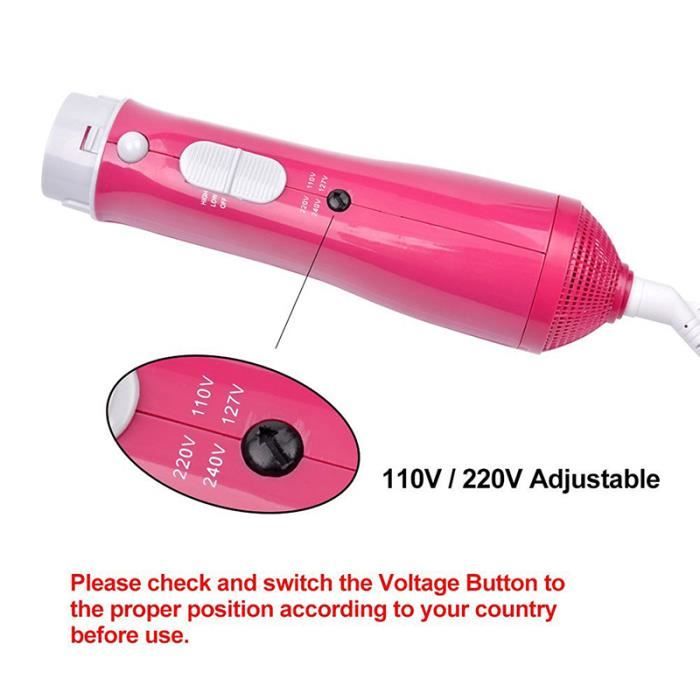 HIGH
LOW
OFF
110V 127V
220V 240V
110V 127V
220V 240V
110V / 220V Adjustable
Please check and switch the Voltage Button to
the proper position according to your country
before use.